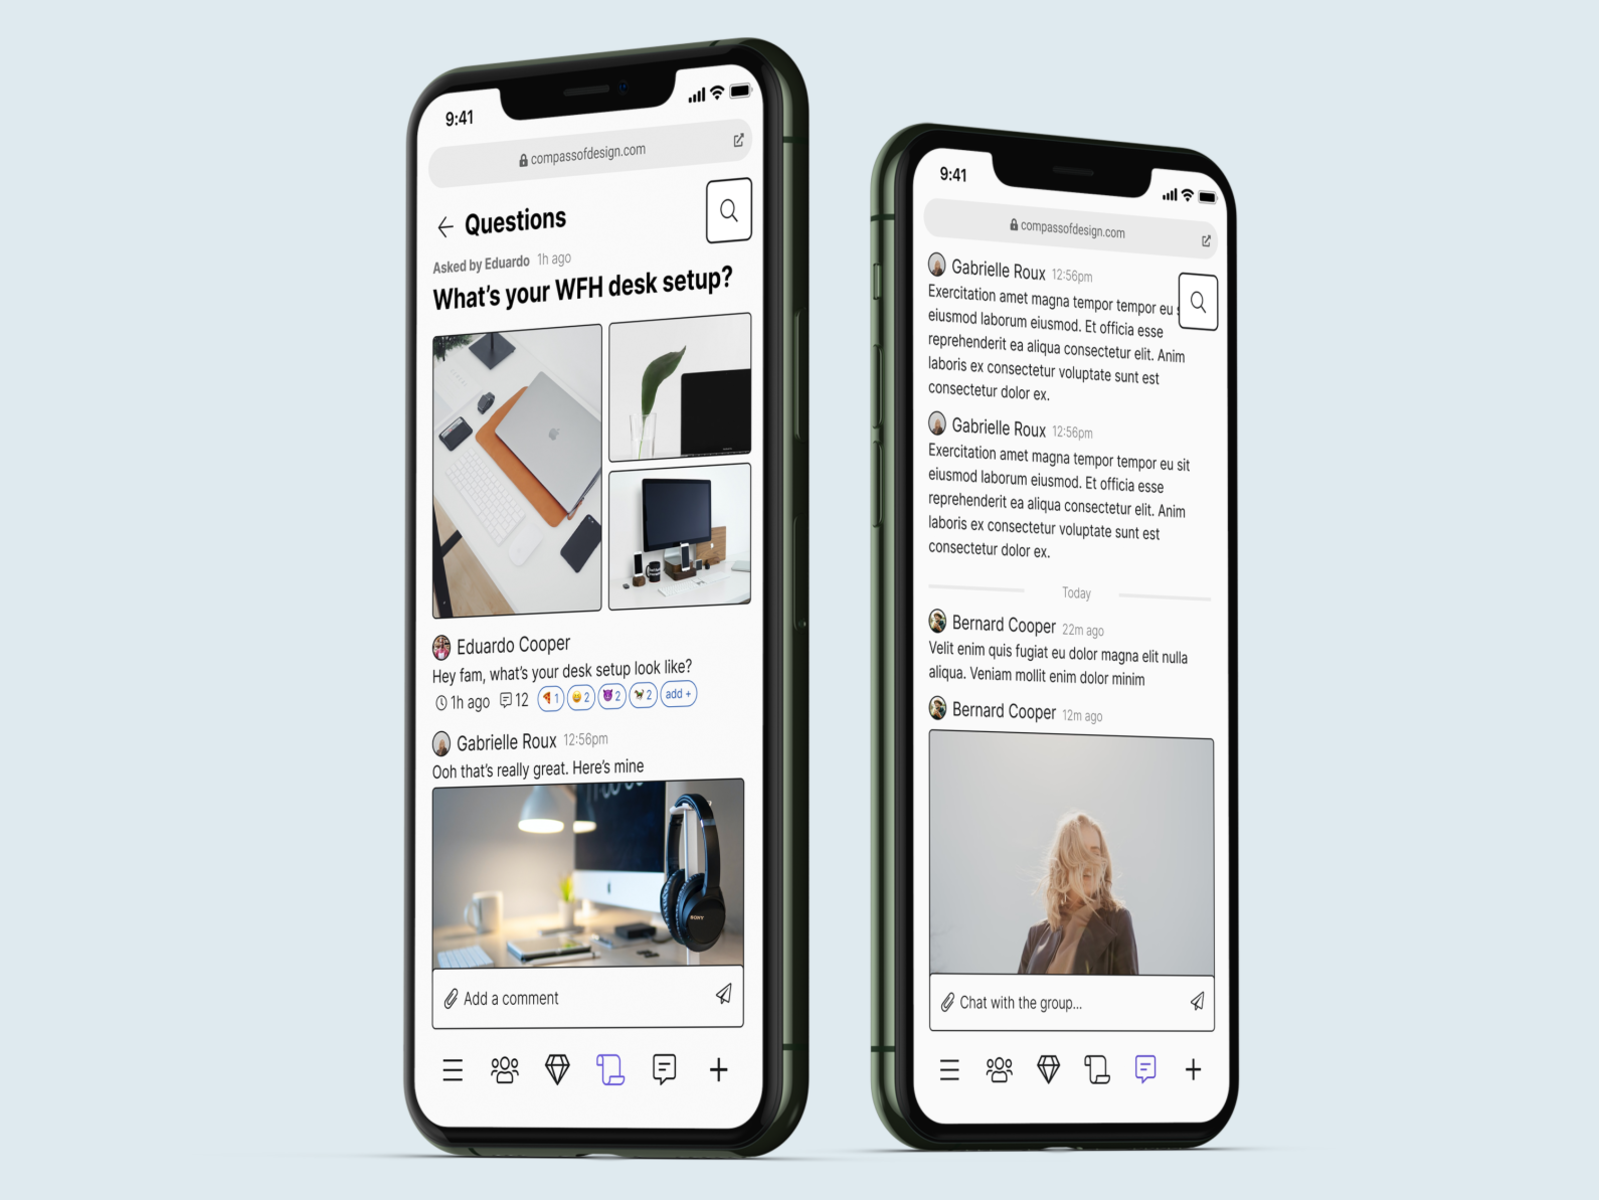 9:41
compassofdesign.com
Questions
Asked by Eduardo 1h ago
What's your WFH desk setup?
Eduardo Cooper
Hey fam, what's your desk setup look like?
1h ago 12 1 2 2 2 add +
Gabrielle Roux 12:56pm
Ooh that's really great. Here's mine
SONY
Add a comment
9:41
compassofdesign.com
Gabrielle Roux 12:56pm
Exercitation amet magna tempor tempor eu
eiusmod laborum eiusmod. Et officia esse
reprehenderit ea aliqua consectetur elit. Anim
laboris ex consectetur voluptate sunt est
consectetur dolor ex.
Gabrielle Roux 12:56pm
Exercitation amet magna tempor tempor eu sit
eiusmod laborum eiusmod. Et officia esse
reprehenderit ea aliqua consectetur elit. Anim
laboris ex consectetur voluptate sunt est
consectetur dolor ex.
Today
Bernard Cooper 22m ago
Velit enim quis fugiat eu dolor magna elit nulla
aliqua. Veniam mollit enim dolor minim
Bernard Cooper 12m ago
Chat with the group...